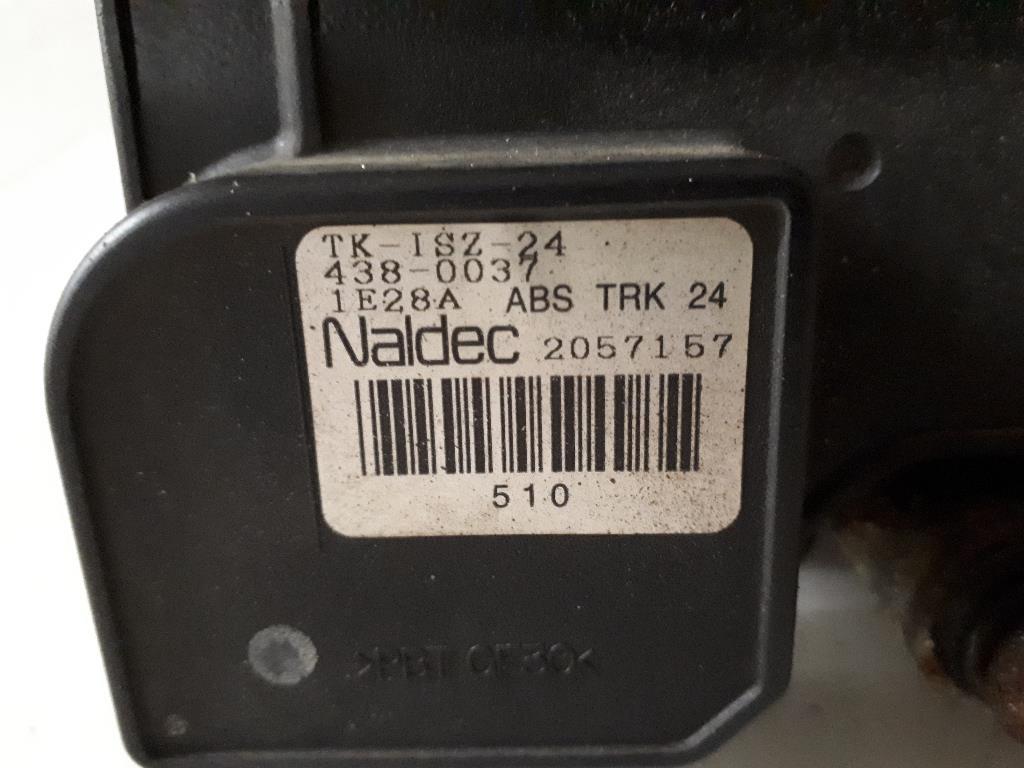 TK-ISZ-24
438-0037
1E28A ABS TRK 24
Naldec 2057157
510
>PBT GF30<